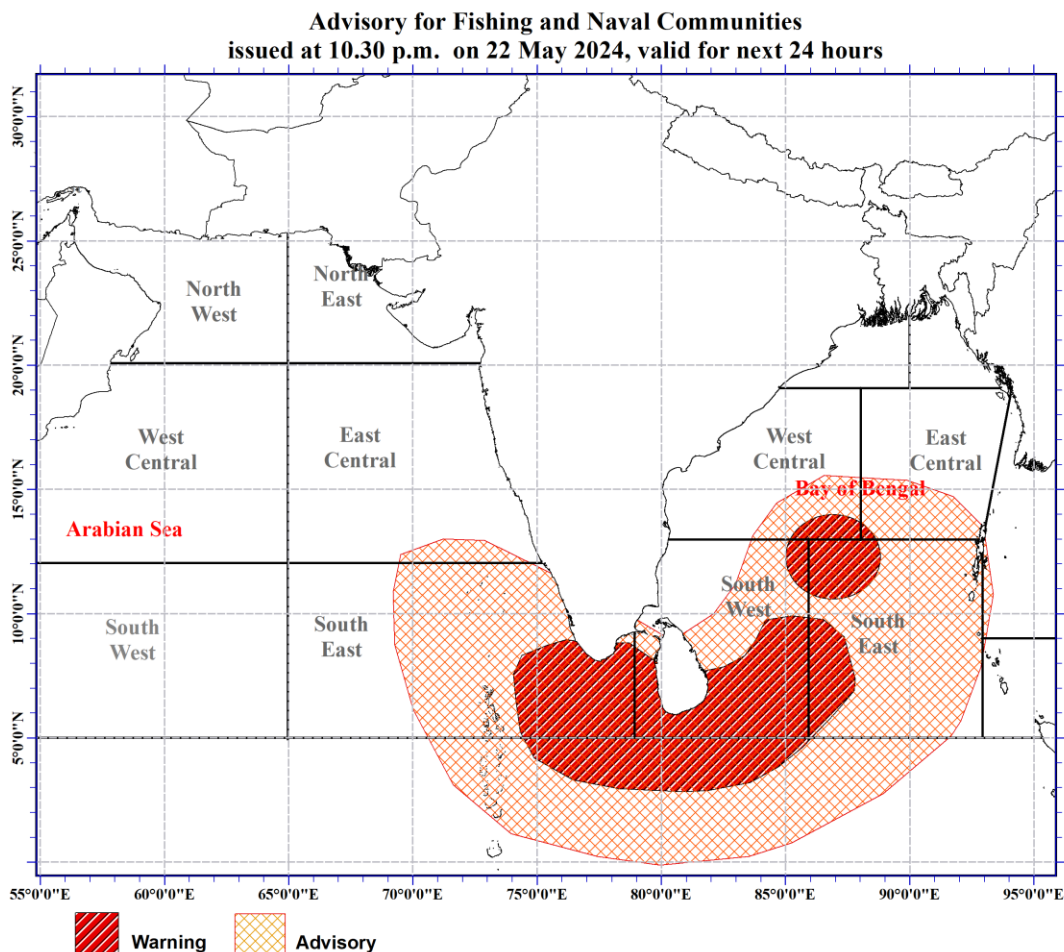 Advisory for Fishing and Naval Communities
issued at 10.30 p.m. on 22 May 2024, valid for next 24 hours
30°0'0"N
25°0'0"N
20°0'0"N
15°0'0"N
10°0'0"N
5°0'0"N
North
West
North
East
West
Central
East
Central
West
Central
East
Central
Bay of Bengal
Arabian Sea
South
West
South
East
South
West
South
East
55°0'0"E
60°0'0"E
65°0'0"E
70°0'0"E
75°0'0"E
80°0'0"E
85°0'0"E
90°0'0"E
95°0'0"E
Warning
Advisory